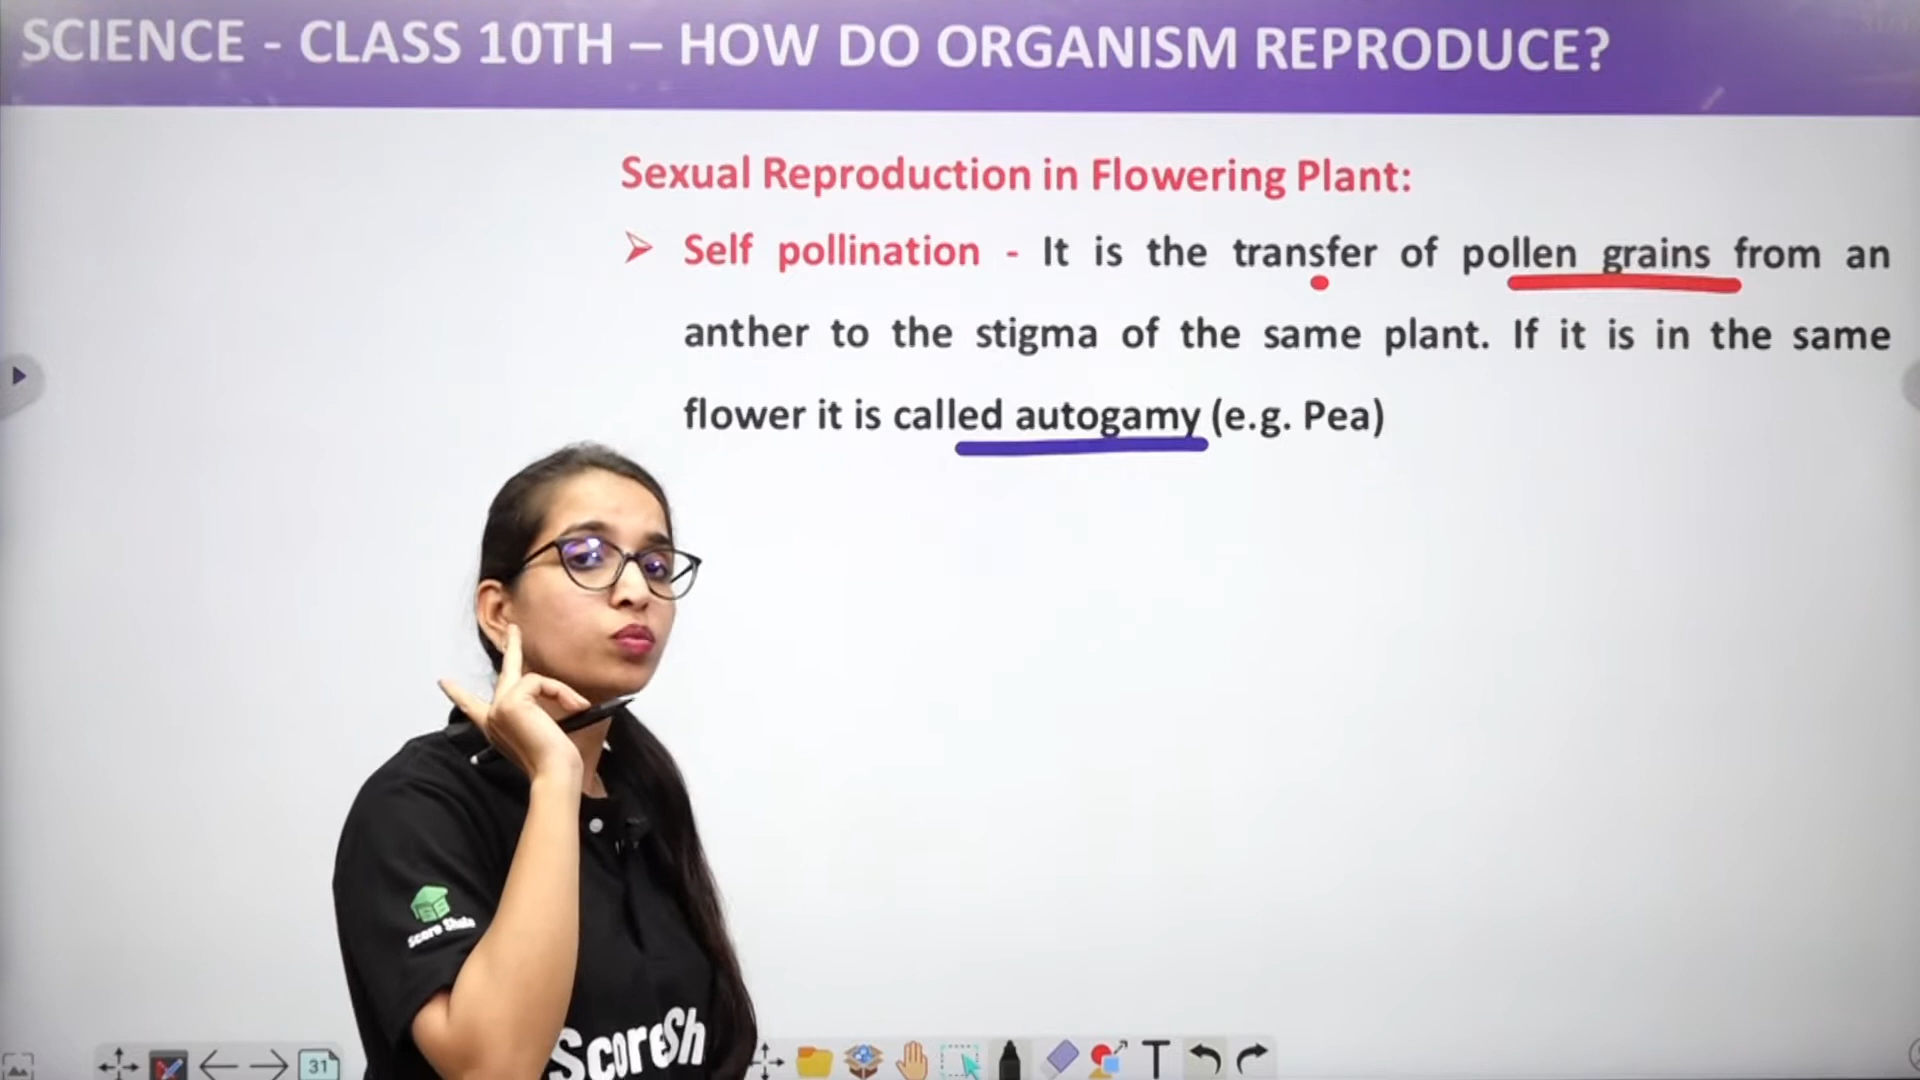 SCIENCE - CLASS 10TH – HOW DO ORGANISM REPRODUCE?
Sexual Reproduction in Flowering Plant:
➢ Self pollination - It is the transfer of pollen grains from an
anther to the stigma of the same plant. If it is in the same
flower it is called autogamy (e.g. Pea)
Score Shala
ScoreSh
31
T